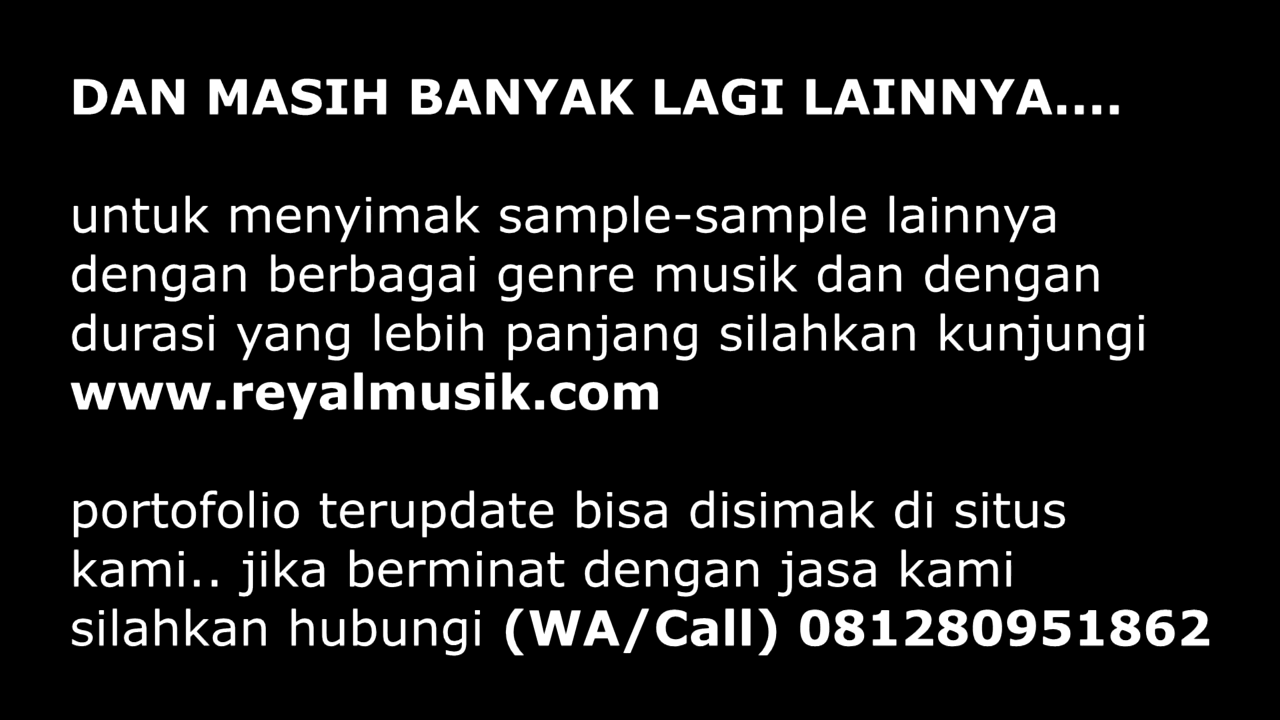 DAN MASIH BANYAK LAGI LAINNYA....
untuk menyimak sample-sample lainnya
dengan berbagai genre musik dan dengan
durasi yang lebih panjang silahkan kunjungi
www.reyalmusik.com
portofolio terupdate bisa disimak di situs
kami.. jika berminat dengan jasa kami
silahkan hubungi (WA/Call) 081280951862